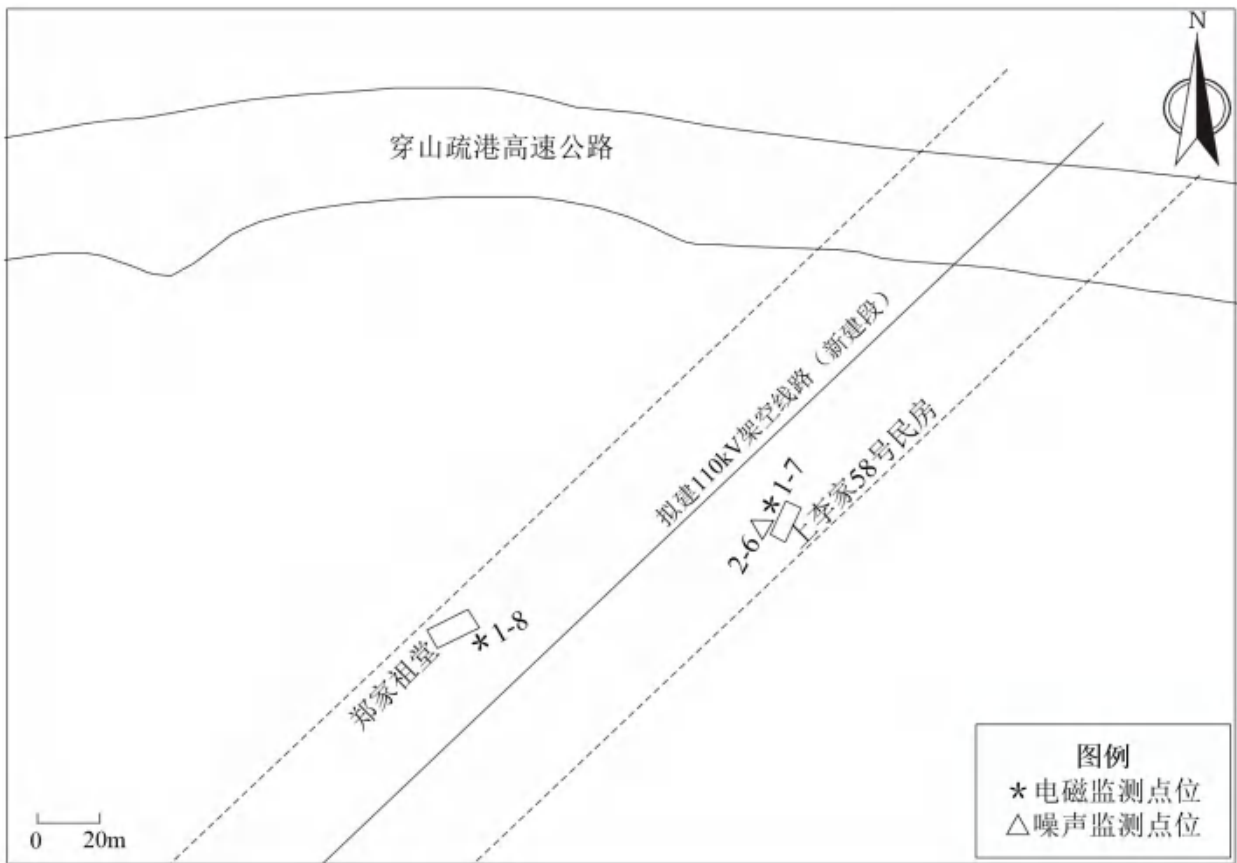 N
穿山疏港高速公路
拟建110kV架空线路（新建段）
上李家58号民房
*1-7
2-6△
*1-8
郑家祖堂
图例
*电磁监测点位
△噪声监测点位
0 20m